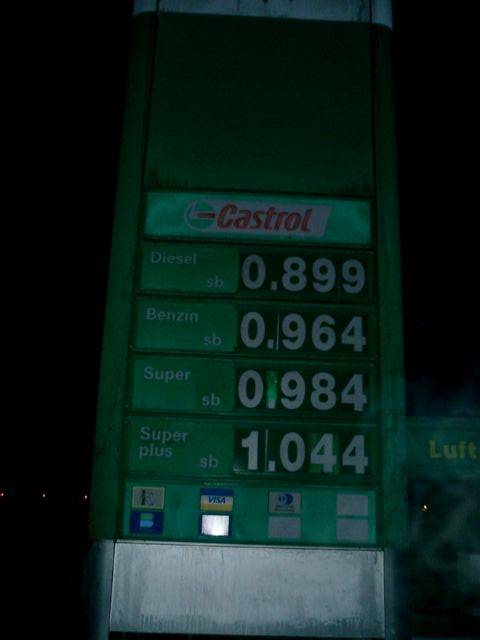 Castrol
Diesel sb 0.899
Benzin sb 0.964
Super sb 0.984
Super plus sb 1.044
VISA
Luft